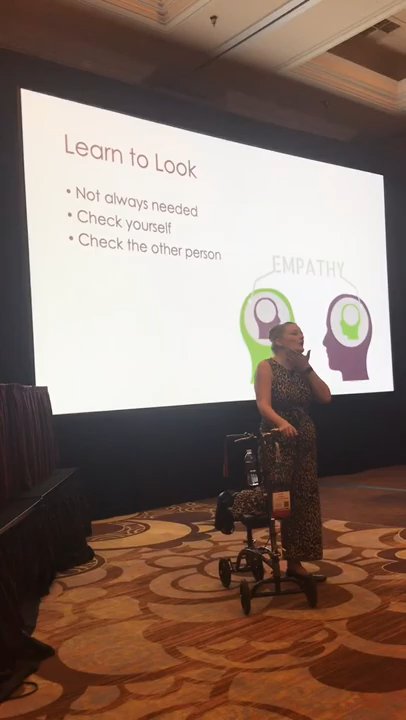 Learn to Look
• Not always needed
• Check yourself
• Check the other person
EMPATHY